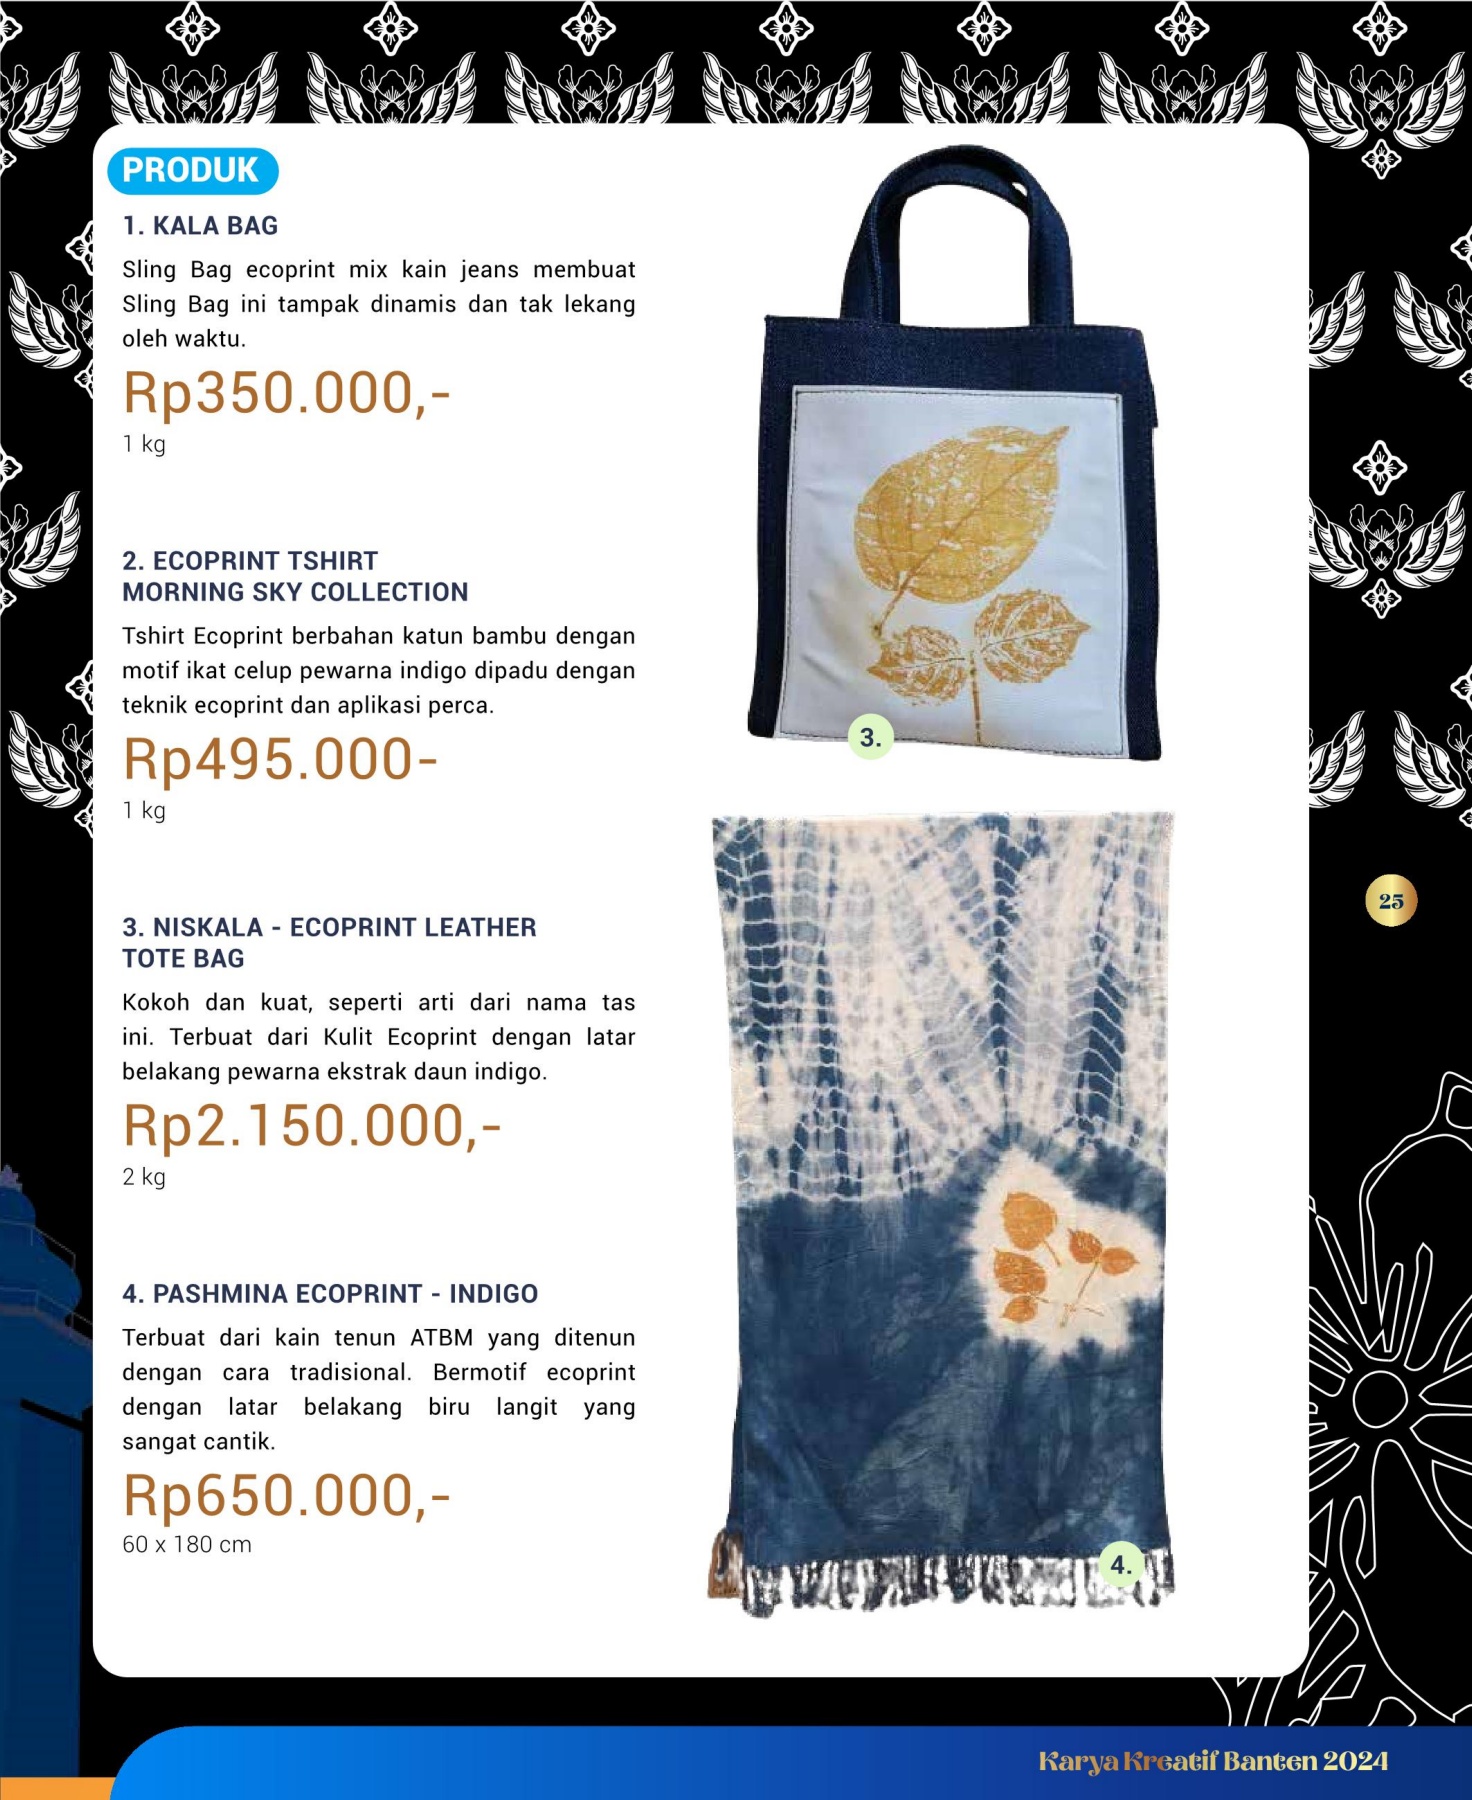 PRODUK
1. KALA BAG
Sling Bag ecoprint mix kain jeans membuat
Sling Bag ini tampak dinamis dan tak lekang
oleh waktu.
Rp350.000,-
1 kg
2. ECOPRINT TSHIRT
MORNING SKY COLLECTION
Tshirt Ecoprint berbahan katun bambu dengan
motif ikat celup pewarna indigo dipadu dengan
teknik ecoprint dan aplikasi perca.
Rp495.000-
1 kg
3. NISKALA - ECOPRINT LEATHER
TOTE BAG
Kokoh dan kuat, seperti arti dari nama tas
ini. Terbuat dari Kulit Ecoprint dengan latar
belakang pewarna ekstrak daun indigo.
Rp2.150.000,-
2 kg
4. PASHMINA ECOPRINT - INDIGO
Terbuat dari kain tenun ATBM yang ditenun
dengan cara tradisional. Bermotif ecoprint
dengan latar belakang biru langit yang
sangat cantik.
Rp650.000,-
60 x 180 cm
3.
4.
25
Karya Kreatif Banten 2024